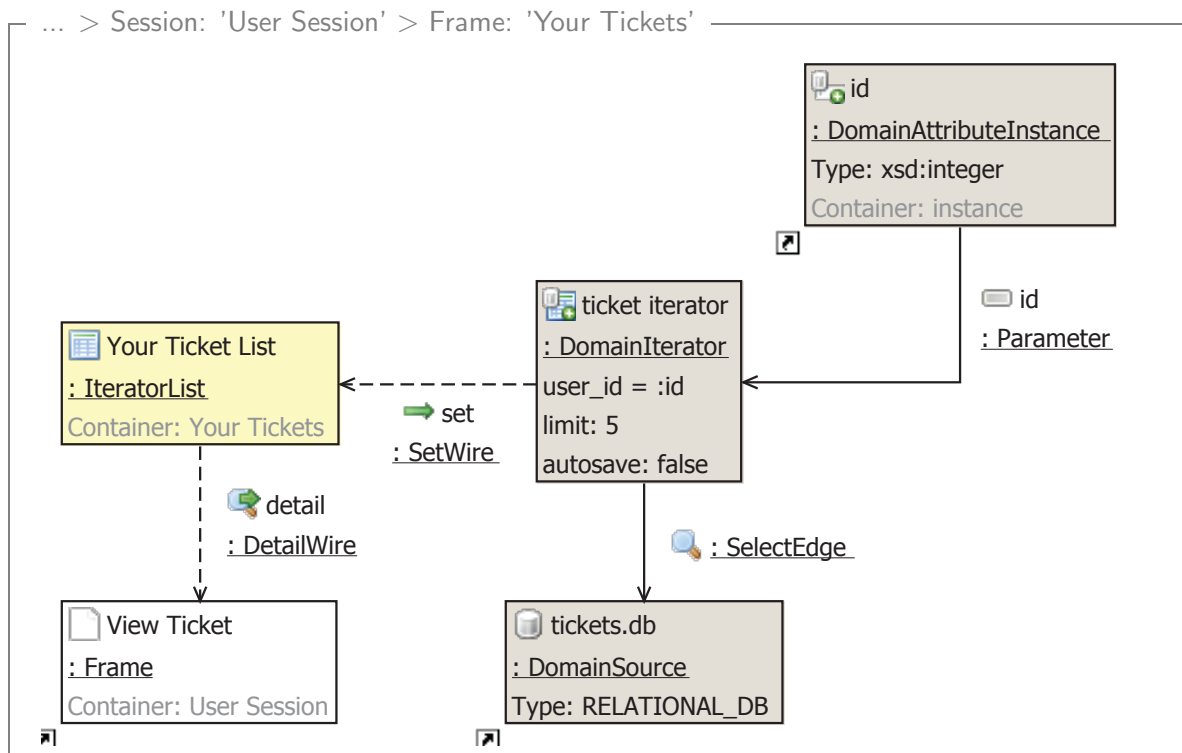 ... > Session: 'User Session' > Frame: 'Your Tickets'
id
: DomainAttributeInstance
Type: xsd:integer
Container: instance
id
: Parameter
ticket iterator
: DomainIterator
user_id = :id
limit: 5
autosave: false
Your Ticket List
: IteratorList
Container: Your Tickets
set
: SetWire
detail
: DetailWire
: SelectEdge
View Ticket
: Frame
Container: User Session
tickets.db
: DomainSource
Type: RELATIONAL_DB